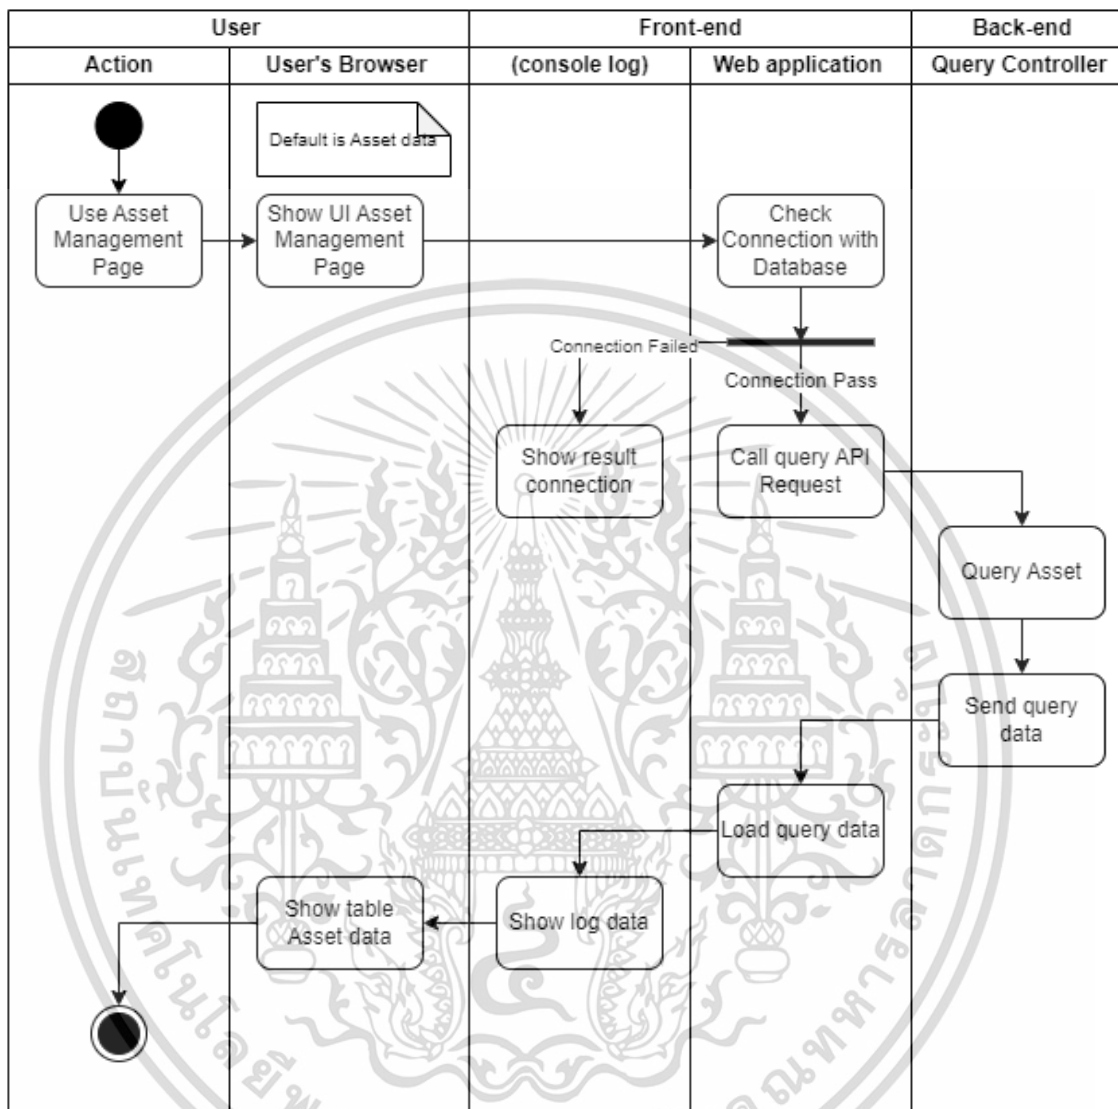 User
Front-end
Back-end
Action
User's Browser
(console log)
Web application
Query Controller
Default is Asset data
Use Asset
Management
Page
Show UI Asset
Management
Page
Check
Connection with
Database
Connection Failed
Connection Pass
Show result
connection
Call query API
Request
Query Asset
Send query
data
Load query data
Show table
Asset data
Show log data